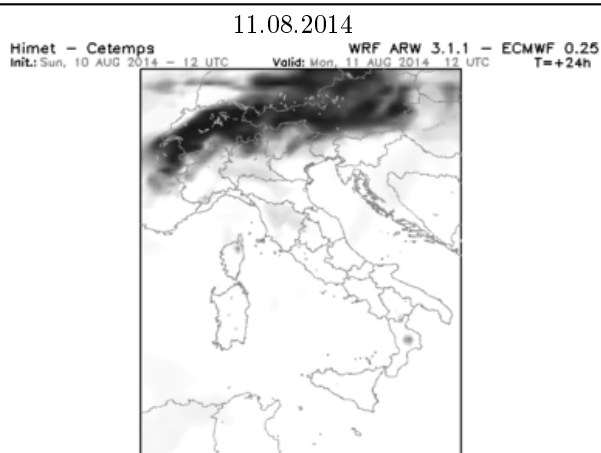 11.08.2014
Himet - Cetemps WRF ARW 3.1.1 - ECMWF 0.25
Init.: Sun, 10 AUG 2014 - 12 UTC Valid: Mon, 11 AUG 2014 12 UTC T=+24h